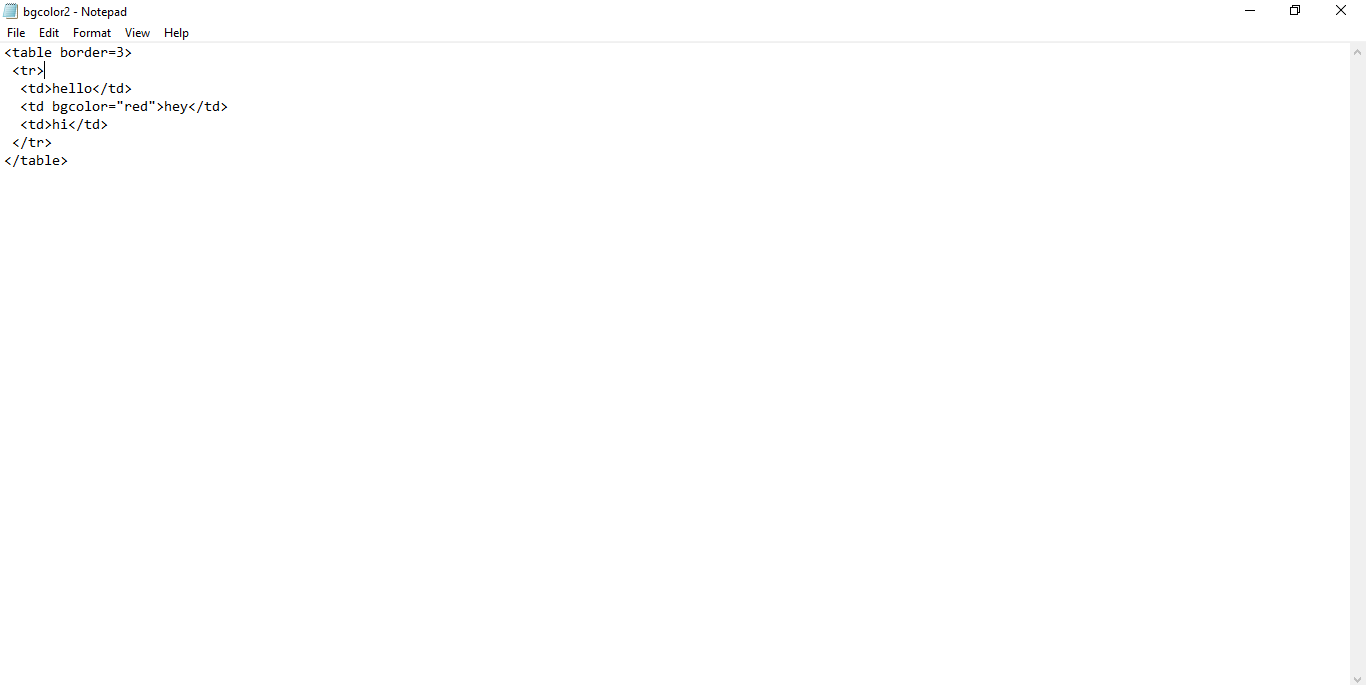 bgcolor2 - Notepad
File Edit Format View Help
<table border=3>
 <tr>
  <td>hello</td>
  <td bgcolor="red">hey</td>
  <td>hi</td>
 </tr>
</table>